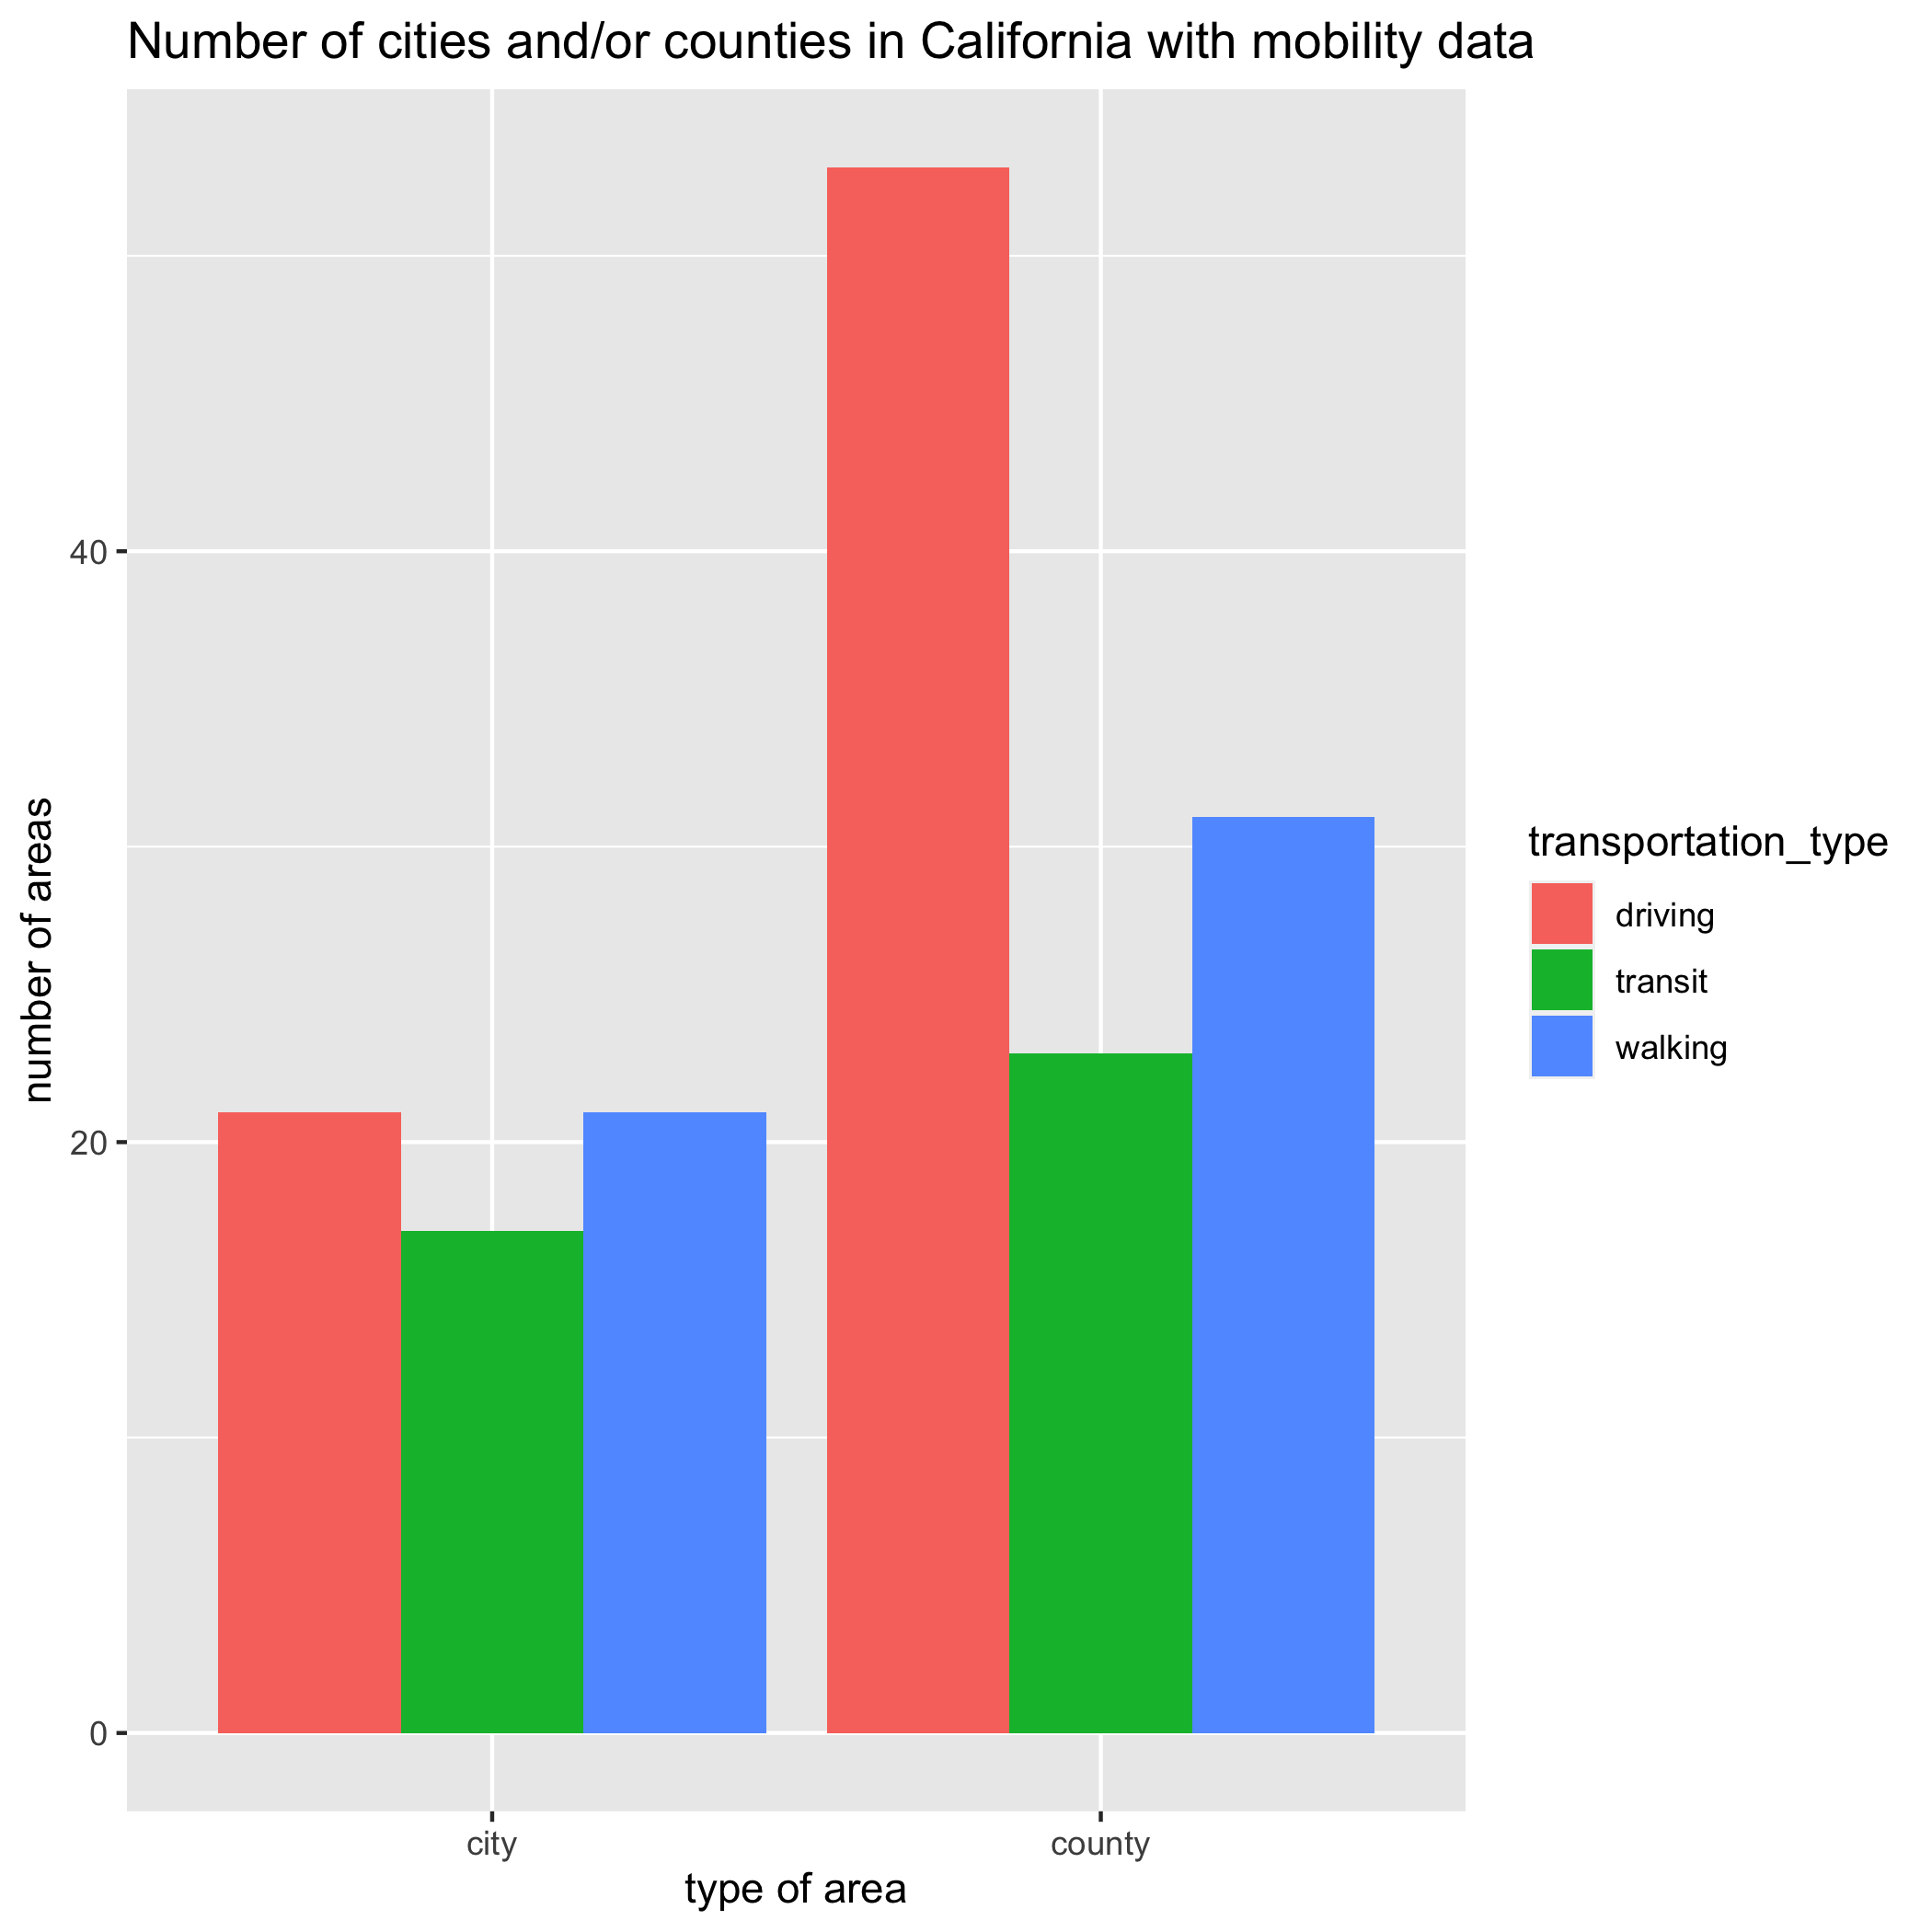 Number of cities and/or counties in California with mobility data
number of areas
40
20
0
city
county
type of area
transportation_type
driving
transit
walking